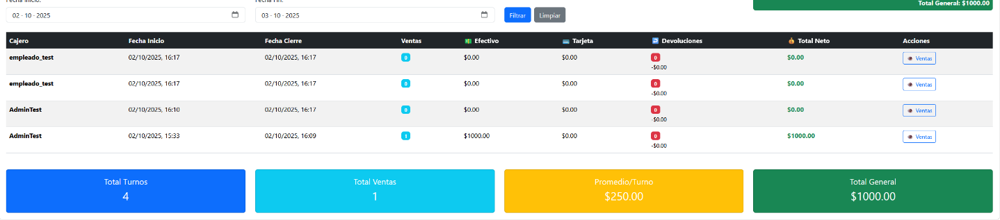 Fecha Inicio: Fecha Fin: Total General: $1000.00
02 - 10 - 2025 03 - 10 - 2025 Filtrar Limpiar
Cajero Fecha Inicio Fecha Cierre Ventas Efectivo Tarjeta Devoluciones Total Neto Acciones
empleado_test 02/10/2025, 16:17 02/10/2025, 16:17 0 $0.00 $0.00 0 $0.00 Ventas
-$0.00
empleado_test 02/10/2025, 16:17 02/10/2025, 16:17 0 $0.00 $0.00 0 $0.00 Ventas
-$0.00
AdminTest 02/10/2025, 16:10 02/10/2025, 16:17 0 $0.00 $0.00 0 $0.00 Ventas
-$0.00
AdminTest 02/10/2025, 15:33 02/10/2025, 16:09 1 $1000.00 $0.00 0 $1000.00 Ventas
-$0.00
Total Turnos Total Ventas Promedio/Turno Total General
4 1 $250.00 $1000.00